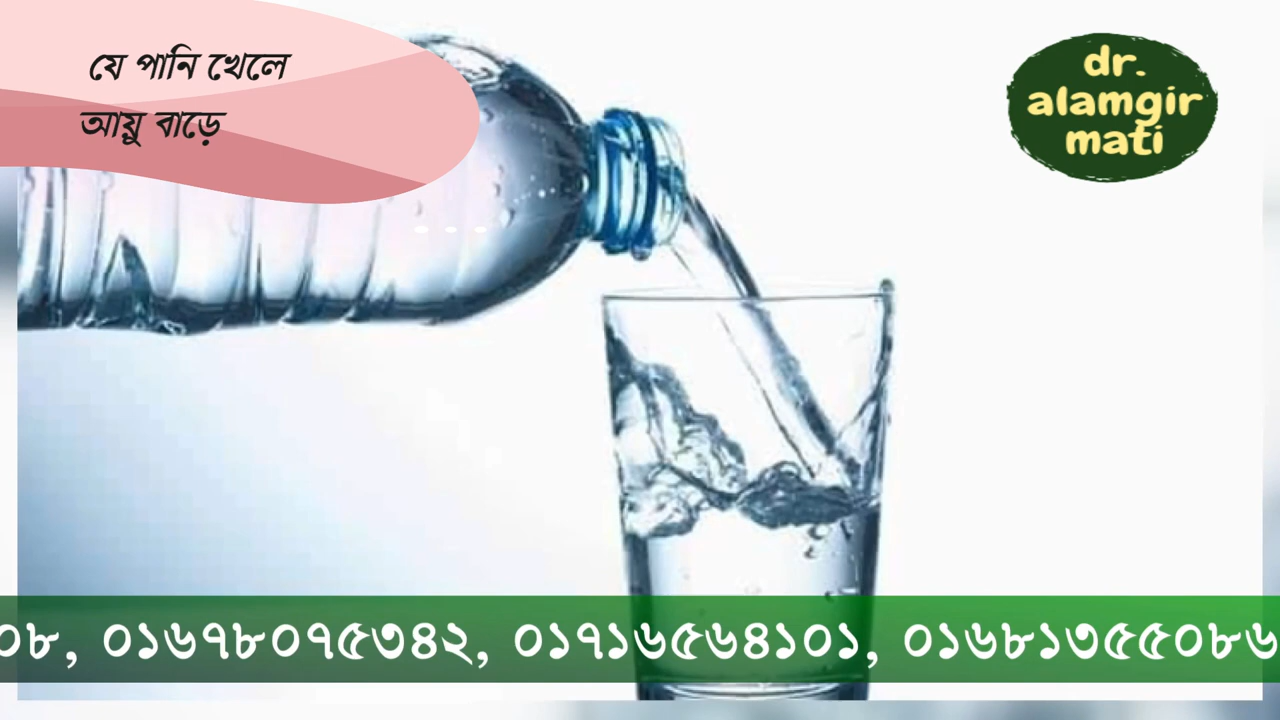 যে পানি খেলে
আয়ু বাড়ে
dr.
alamgir
mati
০৮, ০১৬৭৮০৭৫৩৪২, ০১৭১৬৫৬৪১০১, ০১৬৮১৩৫৫০৮৬